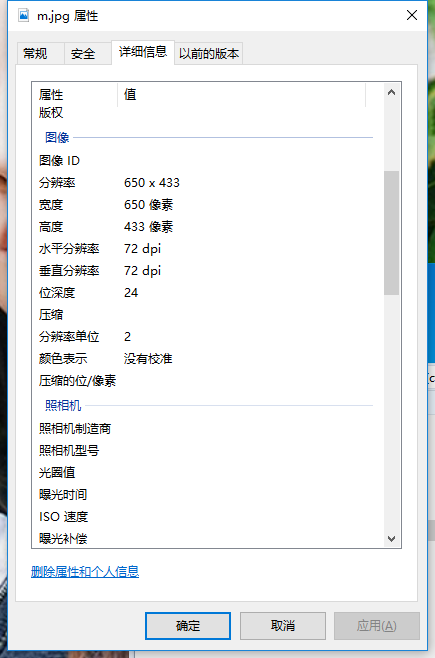 m.jpg 属性
常规 安全 详细信息 以前的版本
属性 值
版权
图像
图像 ID
分辨率 650 x 433
宽度 650 像素
高度 433 像素
水平分辨率 72 dpi
垂直分辨率 72 dpi
位深度 24
压缩
分辨率单位 2
颜色表示 没有校准
压缩的位/像素
照相机
照相机制造商
照相机型号
光圈值
曝光时间
ISO 速度
曝光补偿
删除属性和个人信息
确定 取消 应用(A)